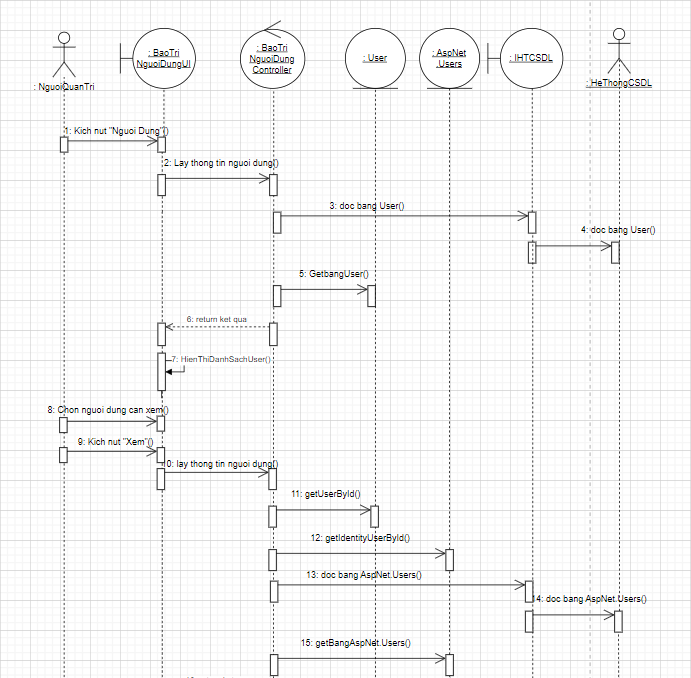 : BaoTri
NguoiDungUI
: BaoTri
NguoiDung
Controller
: User
: AspNet
.Users
: IHTCSDL
: NguoiQuanTri
: HeThongCSDL
1: Kich nut "Nguoi Dung"()
2: Lay thong tin nguoi dung()
3: doc bang User()
4: doc bang User()
5: GetbangUser()
6: return ket qua
7: HienThiDanhSachUser()
8: Chon nguoi dung can xem()
9: Kich nut "Xem"()
0: lay thong tin nguoi dung()
11: getUserById()
12: getIdentityUserById()
13: doc bang AspNet.Users()
14: doc bang AspNet.Users()
15: getBangAspNet.Users()